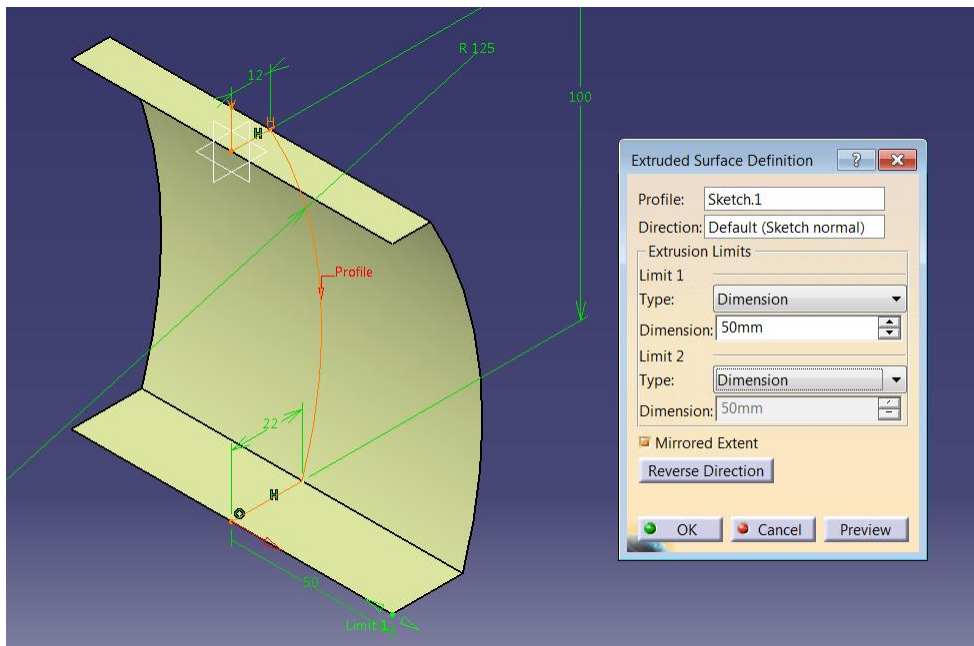 R 125
12
100
H
H
Profile
22
H
50
Limit 1
Extruded Surface Definition
?
Profile: Sketch.1
Direction: Default (Sketch normal)
Extrusion Limits
Limit 1
Type: Dimension
Dimension: 50mm
Limit 2
Type: Dimension
Dimension: 50mm
Mirrored Extent
Reverse Direction
OK Cancel Preview